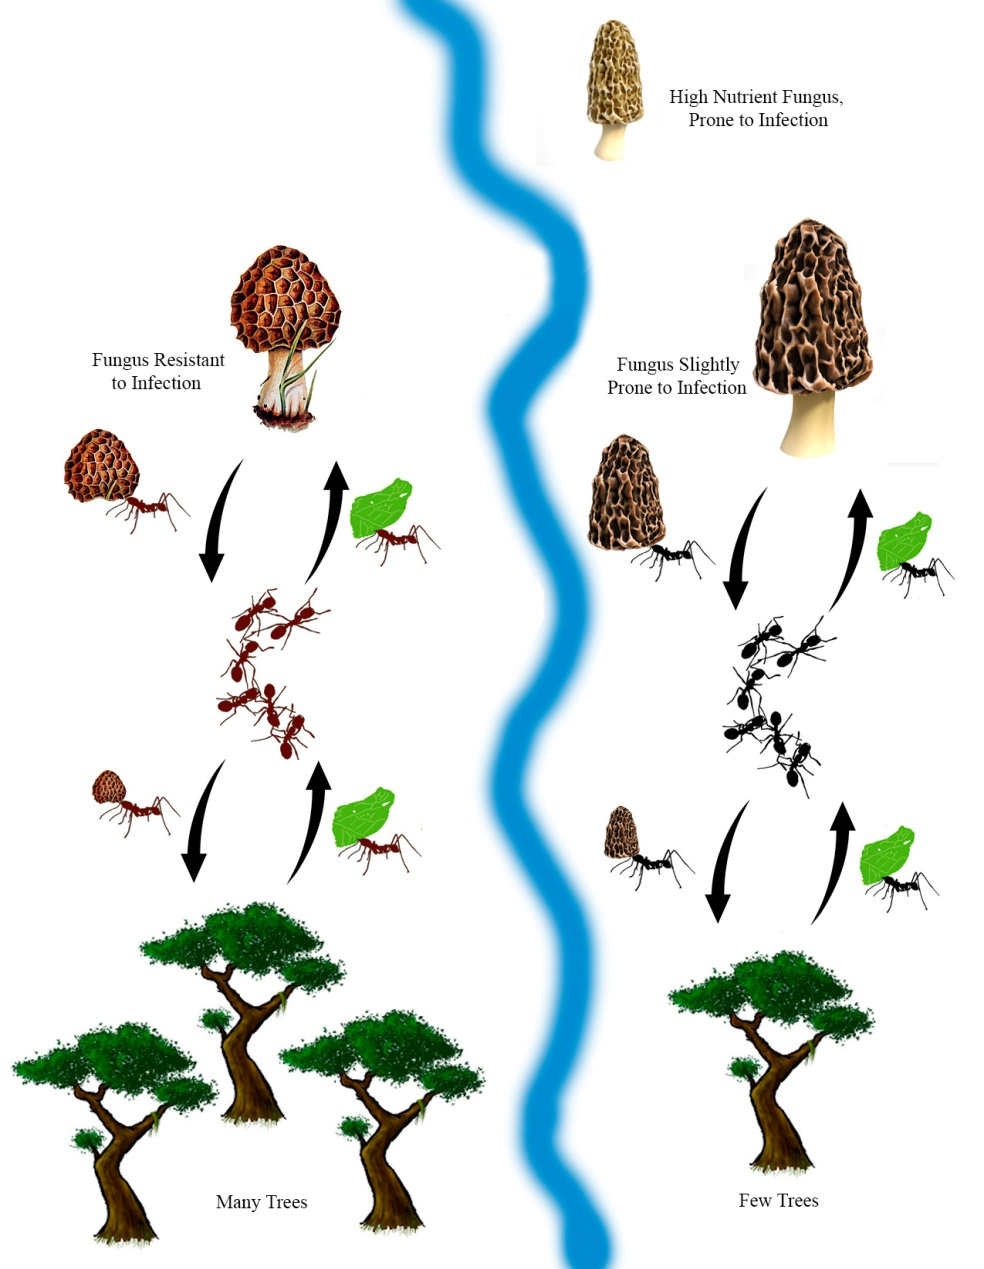 High Nutrient Fungus,
Prone to Infection
Fungus Resistant
to Infection
Fungus Slightly
Prone to Infection
Many Trees
Few Trees